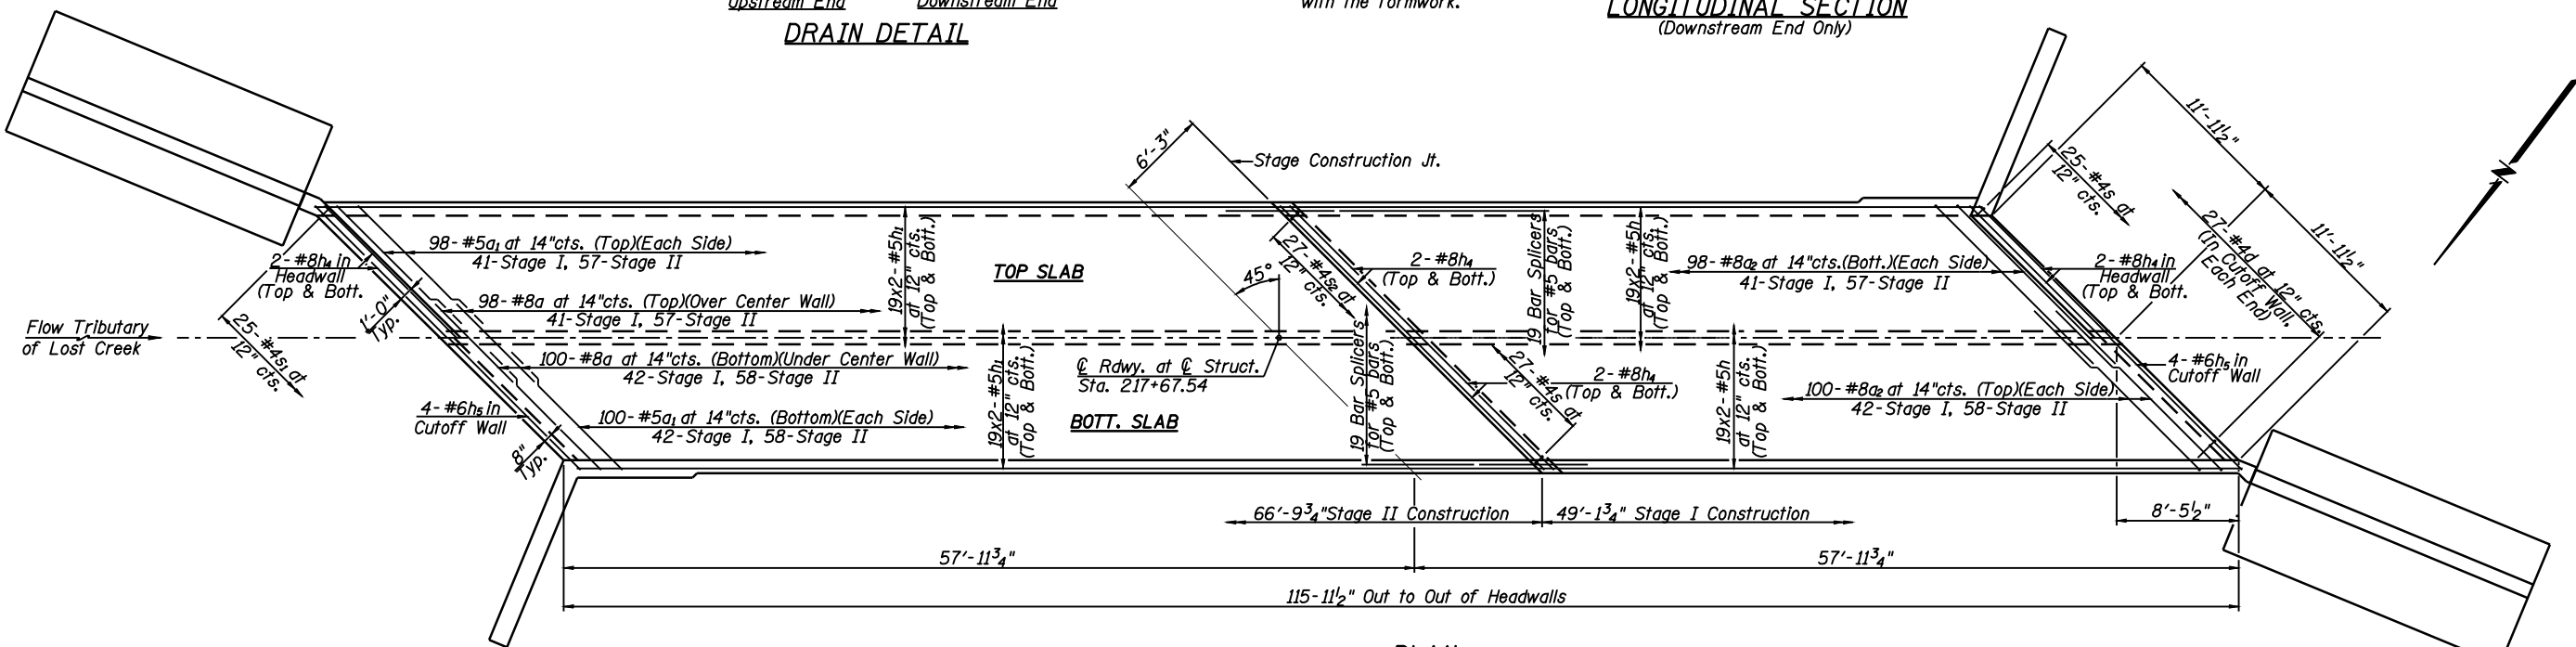 Upstream End
Downstream End
DRAIN DETAIL
with the formwork.
LONGITUDINAL SECTION
(Downstream End Only)
6'-3"
Stage Construction Jt.
11'-11½"
25-#4s at
12" cts.
27-#4d at 12" cts.
(In Cutoff Wall,
Each End)
11'-11½"
N
98-#5a₁ at 14"cts. (Top)(Each Side)
41-Stage I, 57-Stage II
2-#8h₄ in
Headwall
(Top & Bott.
19x2-#5h₁
at 12" cts.
(Top & Bott.)
TOP SLAB
45°
27-#4s₂ at
12" cts.
2-#8h₄
(Top & Bott.)
19 Bar Splicers
for #5 bars
(Top & Bott.)
19x2-#5h
at 12" cts.
(Top & Bott.)
98-#8a₂ at 14"cts.(Bott.)(Each Side)
41-Stage I, 57-Stage II
2-#8h₄ in
Headwall
(Top & Bott.
1'-0"
Typ.
98-#8a at 14"cts. (Top)(Over Center Wall)
41-Stage I, 57-Stage II
Flow Tributary
of Lost Creek
25-#4s₁ at
12" cts.
100-#8a at 14"cts. (Bottom)(Under Center Wall)
42-Stage I, 58-Stage II
19x2-#5h₁
at 12" cts.
(Top & Bott.)
℄ Rdwy. at ℄ Struct.
Sta. 217+67.54
19 Bar Splicers
for #5 bars
(Top & Bott.)
27-#4s at
12" cts.
2-#8h₄
(Top & Bott.)
19x2-#5h
at 12" cts.
(Top & Bott.)
100-#8a₂ at 14"cts. (Top)(Each Side)
42-Stage I, 58-Stage II
4-#6h₅ in
Cutoff Wall
4-#6h₅ in
Cutoff Wall
8"
Typ.
100-#5a₁ at 14"cts. (Bottom)(Each Side)
42-Stage I, 58-Stage II
BOTT. SLAB
66'-9¾"Stage II Construction
49'-1¾" Stage I Construction
8'-5½"
57'-11¾"
57'-11¾"
115-11½" Out to Out of Headwalls